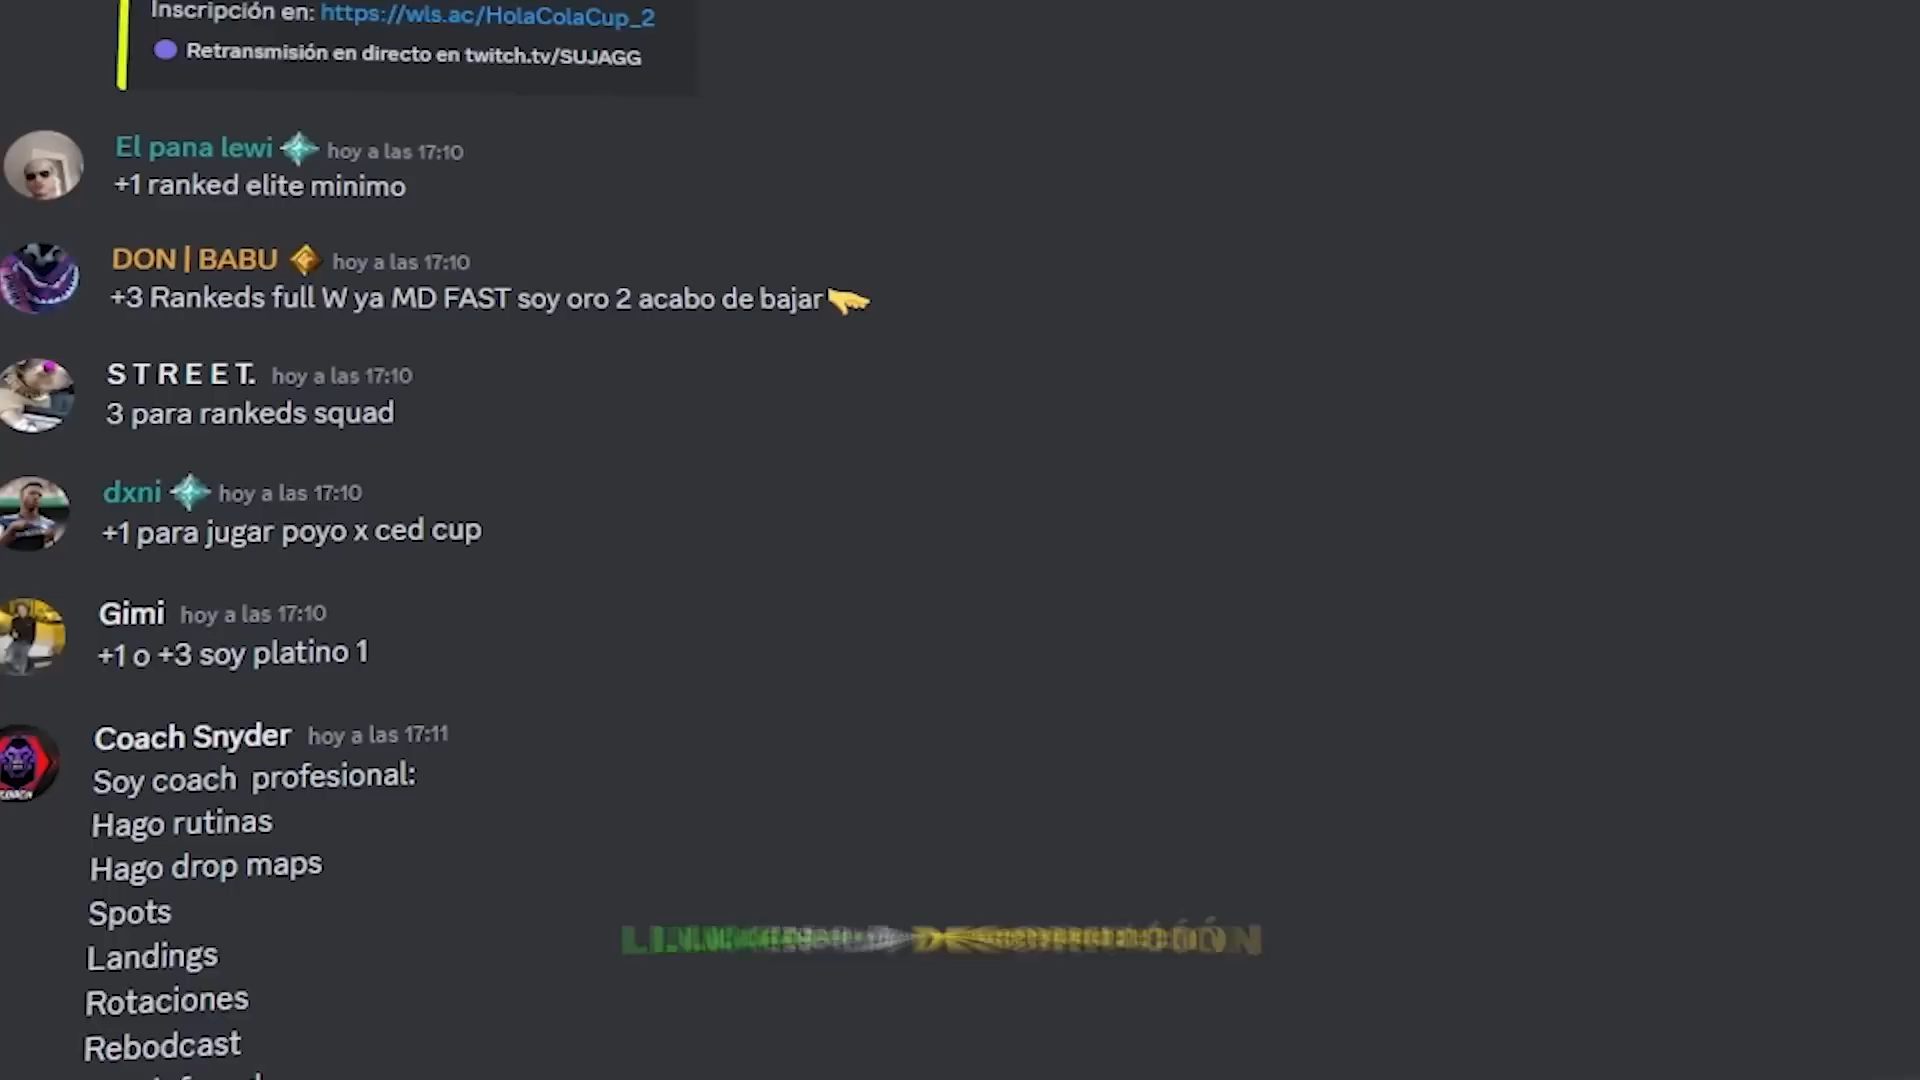 Inscripción en: https://wls.ac/HolaColaCup_2
Retransmisión en directo en twitch.tv/SUJAGG
El pana lewi hoy a las 17:10
+1 ranked elite minimo
DON | BABU hoy a las 17:10
+3 Rankeds full W ya MD FAST soy oro 2 acabo de bajar
S T R E E T. hoy a las 17:10
3 para rankeds squad
dxni hoy a las 17:10
+1 para jugar poyo x ced cup
Gimi hoy a las 17:10
+1 o +3 soy platino 1
Coach Snyder hoy a las 17:11
Soy coach profesional:
Hago rutinas
Hago drop maps
Spots
Landings
Rotaciones
Rebodcast